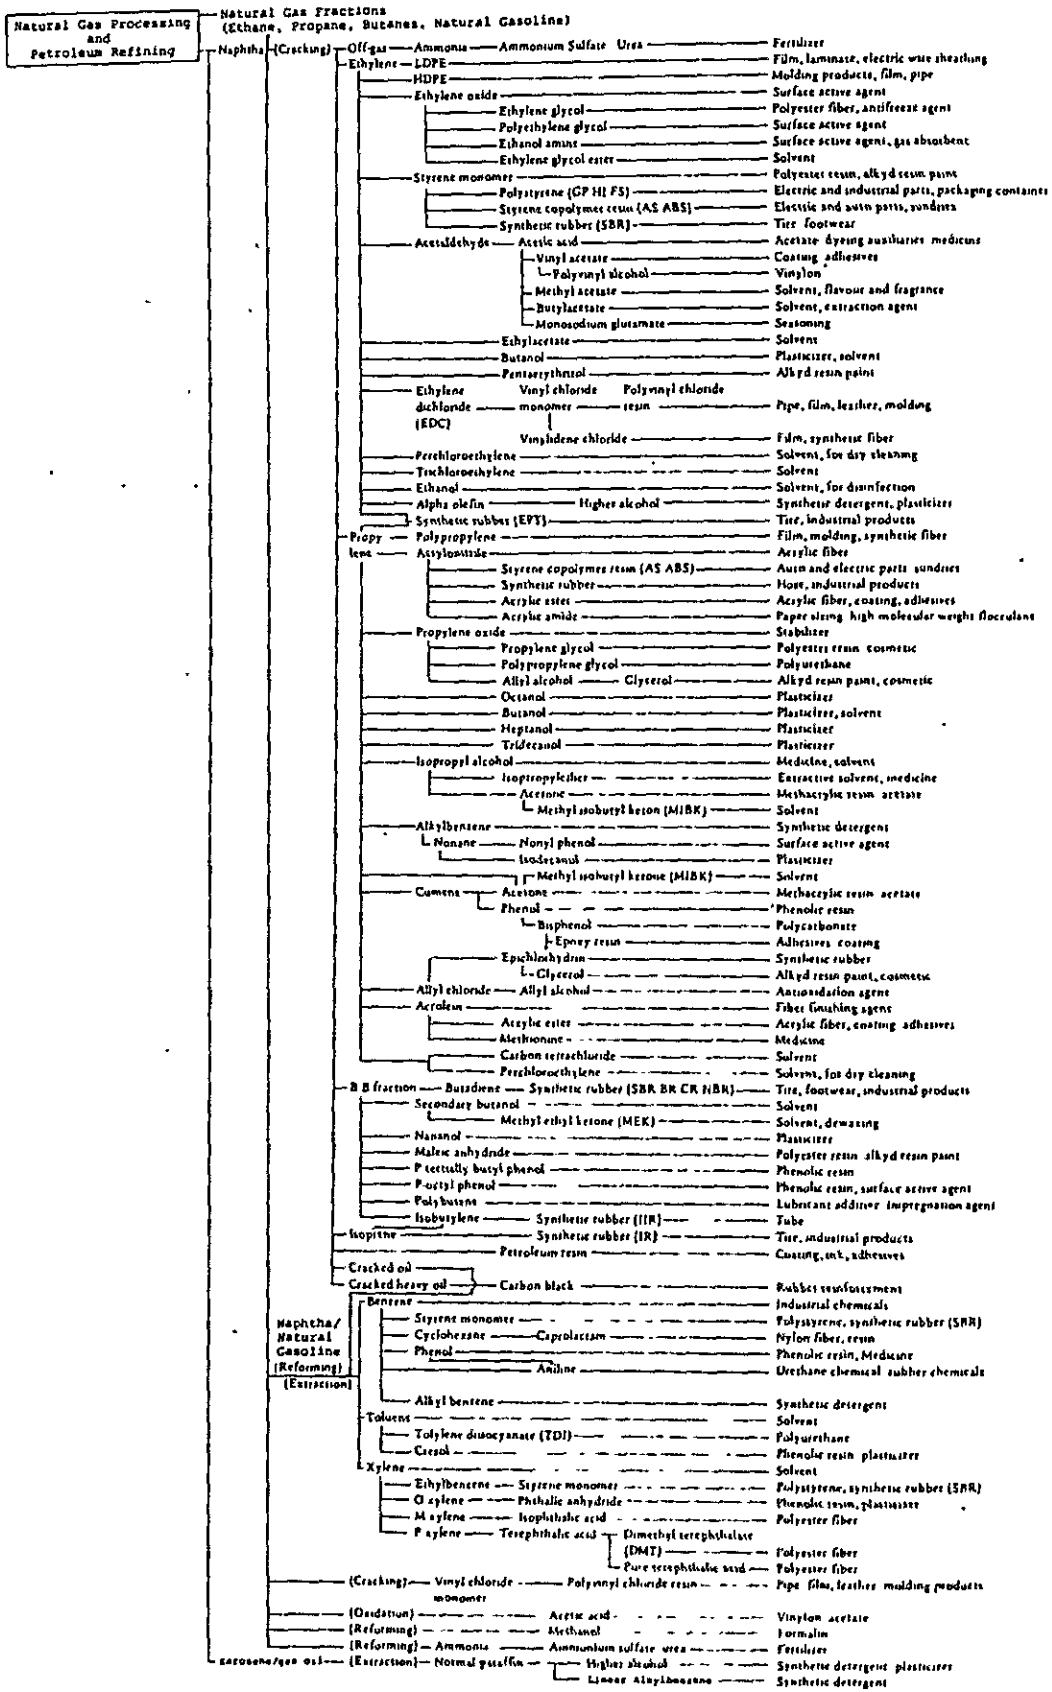 Natural Gas Processing
and
Petroleum Refining
Natural Gas Fractions
(Ethane, Propane, Butanes, Natural Gasoline)
Naphtha (Cracking) Off-gas Ammonia Ammonium Sulfate Urea Fertilizer
Ethylene LDPE Film, laminate, electric wire sheathing
HDPE Molding products, film, pipe
Ethylene oxide Surface active agent
Ethylene glycol Polyester fiber, antifreeze agent
Polyethylene glycol Surface active agent
Ethanol amine Surface active agent, gas absorbent
Ethylene glycol ester Solvent
Styrene monomer Polyester resin, alkyd resin paint
Polystyrene (GP HI FS) Electric and industrial parts, packaging container
Styrene copolymer resin (AS ABS) Electric and auto parts, sundries
Synthetic rubber (SBR) Tire footwear
Acetaldehyde Acetic acid Acetate dyeing auxiliaries medicine
Vinyl acetate Coating adhesives
Polyvinyl alcohol Vinylon
Methyl acetate Solvent, flavour and fragrance
Butylacetate Solvent, extraction agent
Monosodium glutamate Seasoning
Ethylacetate Solvent
Butanol Plasticizer, solvent
Pentaerythritol Alkyd resin paint
Ethylene Vinyl chloride Polyvinyl chloride
dichloride monomer resin Pipe, film, leather, molding
(EDC)
Vinylidene chloride Film, synthetic fiber
Perchloroethylene Solvent, for dry cleaning
Trichloroethylene Solvent
Ethanol Solvent, for disinfection
Alpha olefin Higher alcohol Synthetic detergent, plasticizer
Synthetic rubber (EPT) Tire, industrial products
Propy Polypropylene Film, molding, synthetic fiber
lene Acrylonitrile Acrylic fiber
Styrene copolymer resin (AS ABS) Auto and electric parts sundries
Synthetic rubber Hose, industrial products
Acrylic ester Acrylic fiber, coating, adhesives
Acrylic amide Paper sizing high molecular weight flocculant
Propylene oxide Stabilizer
Propylene glycol Polyester resin cosmetic
Polypropylene glycol Polyurethane
Allyl alcohol Glycerol Alkyd resin paint, cosmetic
Octanol Plasticizer
Butanol Plasticizer, solvent
Heptanol Plasticizer
Tridecanol Plasticizer
Isopropyl alcohol Medicine, solvent
Isopropylether Extractive solvent, medicine
Acetone Methacrylic resin acetate
Methyl isobutyl keton (MIBK) Solvent
Alkylbenzene Synthetic detergent
Nonane Nonyl phenol Surface active agent
Isodecanol Plasticizer
Methyl isobutyl ketone (MIBK) Solvent
Cumene Acetone Methacrylic resin acetate
Phenol Phenolic resin
Bisphenol Polycarbonate
Epoxy resin Adhesives coating
Epichlorhydrin Synthetic rubber
Glycerol Alkyd resin paint, cosmetic
Allyl chloride Allyl alcohol Antioxidation agent
Acrolein Fiber finishing agent
Acrylic ester Acrylic fiber, coating adhesives
Methionine Medicine
Carbon tetrachloride Solvent
Perchloroethylene Solvent, for dry cleaning
B B fraction Butadiene Synthetic rubber (SBR BR CR NBR) Tire, footwear, industrial products
Secondary butanol Solvent
Methyl ethyl ketone (MEK) Solvent, dewaxing
Nananol Plasticizer
Maleic anhydride Polyester resin alkyd resin paint
P tertially butyl phenol Phenolic resin
P-octyl phenol Phenolic resin, surface active agent
Polybutene Lubricant additive impregnation agent
Isobutylene Synthetic rubber (IIR) Tube
Isoprene Synthetic rubber (IR) Tire, industrial products
Petroleum resin Coating, ink, adhesives
Cracked oil
Cracked heavy oil Carbon black Rubber reinforcement
Benzene Industrial chemicals
Naphtha/
Natural
Gasoline
(Reforming)
(Extraction)
Styrene monomer Polystyrene, synthetic rubber (SBR)
Cyclohexane Caprolactam Nylon fiber, resin
Phenol Phenolic resin, Medicine
Aniline Urethane chemical rubber chemicals
Alkyl benzene Synthetic detergent
Toluene Solvent
Tolylene diisocyanate (TDI) Polyurethane
Cresol Phenolic resin plasticizer
Xylene Solvent
Ethylbenzene Styrene monomer Polystyrene, synthetic rubber (SBR)
O xylene Phthalic anhydride Phenolic resin, plasticizer
M xylene Isophthalic acid Polyester fiber
P xylene Terephthalic acid Dimethyl terephthalate
(DMT) Polyester fiber
Pure terephthalic acid Polyester fiber
(Cracking) Vinyl chloride Polyvinyl chloride resin Pipe film, leather molding products
monomer
(Oxidation) Acetic acid Vinylon acetate
(Reforming) Methanol Formalin
(Reforming) Ammonia Ammonium sulfate urea Fertilizer
Kerosene/gas oil (Extraction) Normal paraffin Higher alcohol Synthetic detergent plasticizer
Linear Alkylbenzene Synthetic detergent